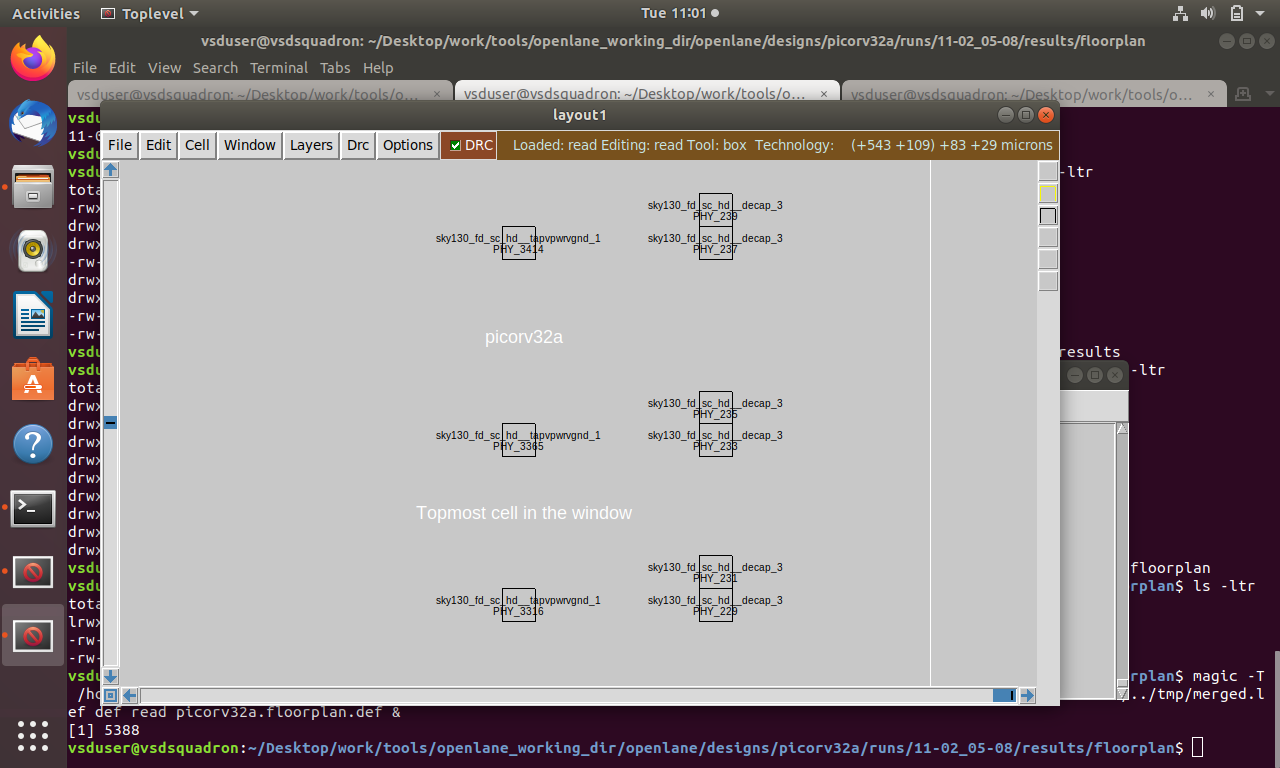 Activities
Toplevel
Tue 11:01
vsduser@vsdsquadron: ~/Desktop/work/tools/openlane_working_dir/openlane/designs/picorv32a/runs/11-02_05-08/results/floorplan
File Edit View Search Terminal Tabs Help
vsduser@vsdsquadron: ~/Desktop/work/tools/o... × vsduser@vsdsquadron: ~/Desktop/work/tools/o... × vsduser@vsdsquadron: ~/Desktop/work/tools/o... ×
layout1
File Edit Cell Window Layers Drc Options DRC Loaded: read Editing: read Tool: box Technology: (+543 +109) +83 +29 microns
sky130_fd_sc_hd__decap_3
PHY_239
sky130_fd_sc_hd__tapvpwrvgnd_1 sky130_fd_sc_hd__decap_3
PHY_3414 PHY_237
picorv32a
sky130_fd_sc_hd__decap_3
PHY_235
sky130_fd_sc_hd__tapvpwrvgnd_1 sky130_fd_sc_hd__decap_3
PHY_3365 PHY_233
Topmost cell in the window
sky130_fd_sc_hd__decap_3
PHY_231
sky130_fd_sc_hd__tapvpwrvgnd_1 sky130_fd_sc_hd__decap_3
PHY_3316 PHY_229
vsdu
11-0
vsdu
vsdu -ltr
tota
-rwx
drwx
drwx
-rw-
drwx
drwx
-rw-
-rw-
vsdu results
vsdu -ltr
tota
drwx
drwx
drwx
drwx
drwx
drwx
drwx
drwx
drwx
vsdu floorplan
vsdu rplan$ ls -ltr
tota
lrwx
-rw-
-rw-
vsdu rplan$ magic -T
/ho /../tmp/merged.l
ef def read picorv32a.floorplan.def &
[1] 5388
vsduser@vsdsquadron:~/Desktop/work/tools/openlane_working_dir/openlane/designs/picorv32a/runs/11-02_05-08/results/floorplan$